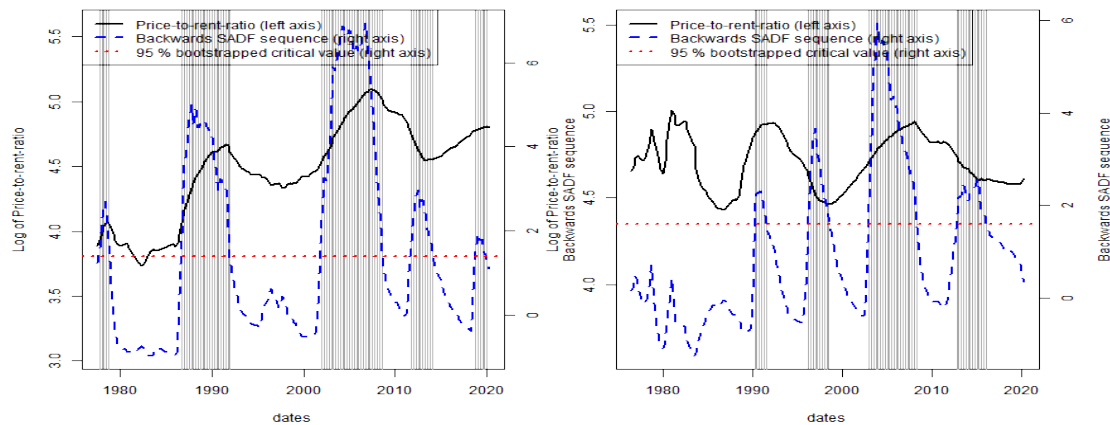 Price-to-rent-ratio (left axis)
Backwards SADF sequence (right axis)
95 % bootstrapped critical value (right axis)
Log of Price-to-rent-ratio
5.5
5.0
4.5
4.0
3.5
3.0
6
4
2
0
Backwards SADF sequence
1980
1990
2000
2010
2020
dates
Price-to-rent-ratio (left axis)
Backwards SADF sequence (right axis)
95 % bootstrapped critical value (right axis)
Log of Price-to-rent-ratio
5.5
5.0
4.5
4.0
6
4
2
0
Backwards SADF sequence
1980
1990
2000
2010
2020
dates